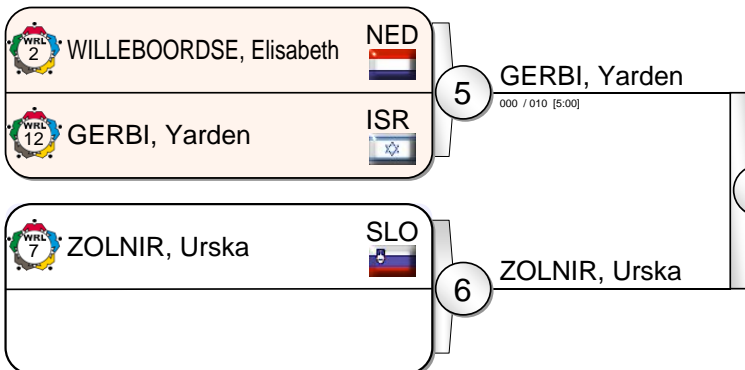 WRL
2
WILLEBOORDSE, Elisabeth
NED
WRL
12
GERBI, Yarden
ISR
5
GERBI, Yarden
000 / 010 [5:00]
WRL
7
ZOLNIR, Urska
SLO
6
ZOLNIR, Urska